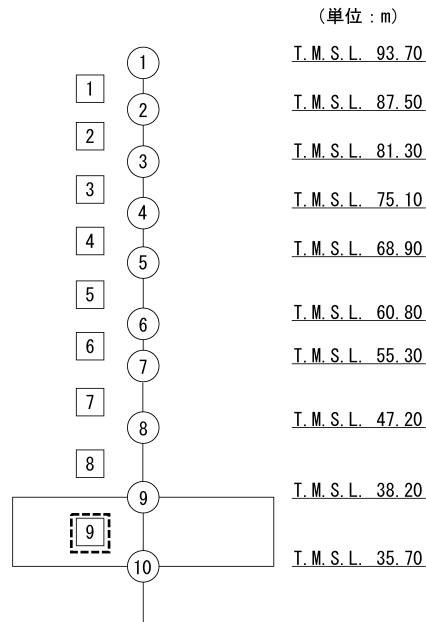 (単位:m)
① T.M.S.L. 93.70
1
② T.M.S.L. 87.50
2
③ T.M.S.L. 81.30
3
④ T.M.S.L. 75.10
4
⑤ T.M.S.L. 68.90
5
⑥ T.M.S.L. 60.80
6
⑦ T.M.S.L. 55.30
7
⑧ T.M.S.L. 47.20
8
⑨ T.M.S.L. 38.20
9
⑩ T.M.S.L. 35.70